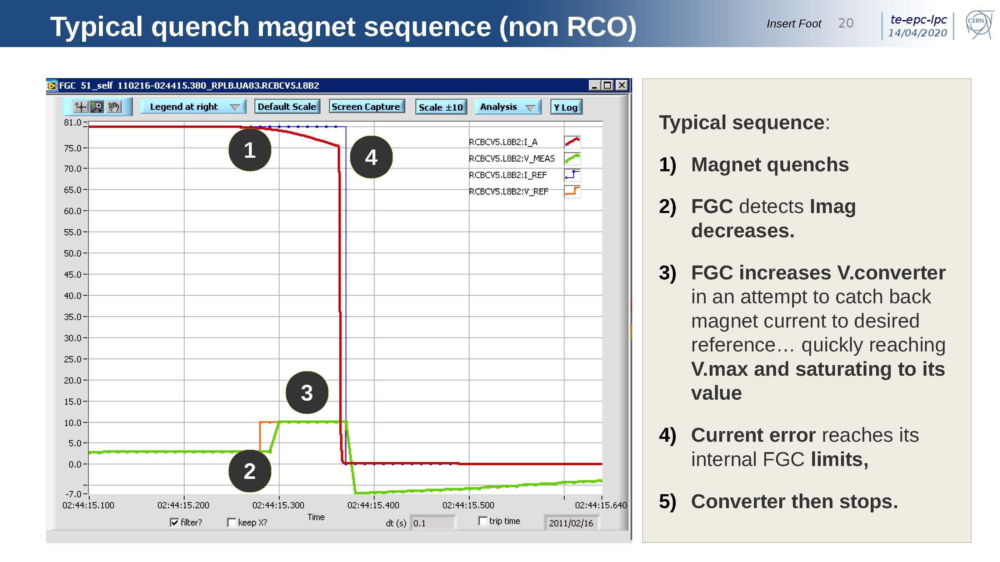 Typical quench magnet sequence (non RCO)
Insert Foot
20
te-epc-lpc
14/04/2020
CERN
FGC 51_self 110216-024415.380_RPLB.UA83.RCBCV5.L8B2
Legend at right
Default Scale
Screen Capture
Scale ±10
Analysis
Y Log
81.0
75.0
70.0
65.0
60.0
55.0
50.0
45.0
40.0
35.0
30.0
25.0
20.0
15.0
10.0
5.0
0.0
-7.0
RCBCV5.L8B2:I_A
RCBCV5.L8B2:V_MEAS
RCBCV5.L8B2:I_REF
RCBCV5.L8B2:V_REF
1
4
3
2
02:44:15.100
02:44:15.200
02:44:15.300
02:44:15.400
02:44:15.500
02:44:15.640
Time
filter?
keep X?
dt (s)
0.1
trip time
2011/02/16
Typical sequence:
1) Magnet quenchs
2) FGC detects Imag
decreases.
3) FGC increases V.converter
in an attempt to catch back
magnet current to desired
reference… quickly reaching
V.max and saturating to its
value
4) Current error reaches its
internal FGC limits,
5) Converter then stops.